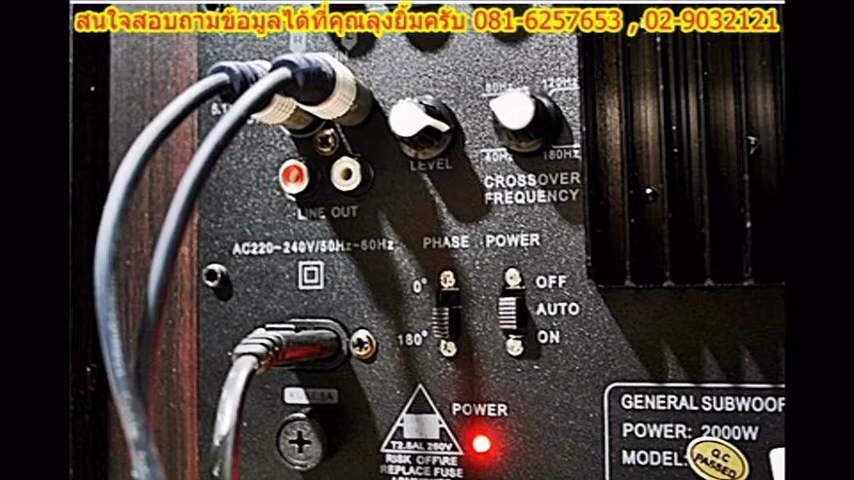 สนใจสอบถามข้อมูลได้ที่คุณลุงยิ้มครับ 081-6257653 , 02-9032121
80Hz 120Hz
LEVEL
40Hz 180Hz
CROSSOVER
FREQUENCY
LINE OUT
AC220-240V/50Hz-60Hz
PHASE POWER
0° OFF
AUTO
180° ON
POWER
T2.5AL 250V
RISK OF FIRE
REPLACE FUSE
GENERAL SUBWOOF
POWER: 2000W
MODEL:
Q.C
PASSED